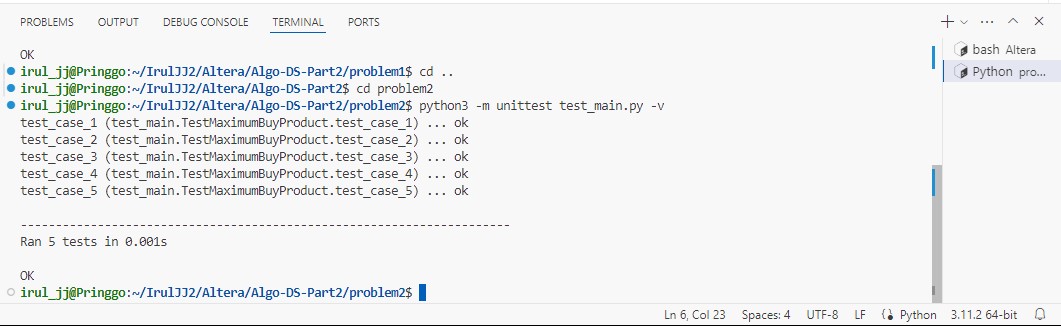 PROBLEMS OUTPUT DEBUG CONSOLE TERMINAL PORTS
OK
irul_jj@Pringgo:~/IrulJJ2/Altera/Algo-DS-Part2/problem1$ cd ..
irul_jj@Pringgo:~/IrulJJ2/Altera/Algo-DS-Part2$ cd problem2
irul_jj@Pringgo:~/IrulJJ2/Altera/Algo-DS-Part2/problem2$ python3 -m unittest test_main.py -v
test_case_1 (test_main.TestMaximumBuyProduct.test_case_1) ... ok
test_case_2 (test_main.TestMaximumBuyProduct.test_case_2) ... ok
test_case_3 (test_main.TestMaximumBuyProduct.test_case_3) ... ok
test_case_4 (test_main.TestMaximumBuyProduct.test_case_4) ... ok
test_case_5 (test_main.TestMaximumBuyProduct.test_case_5) ... ok
----------------------------------------------------------------------
Ran 5 tests in 0.001s
OK
irul_jj@Pringgo:~/IrulJJ2/Altera/Algo-DS-Part2/problem2$
bash Altera
Python pro...
Ln 6, Col 23 Spaces: 4 UTF-8 LF Python 3.11.2 64-bit